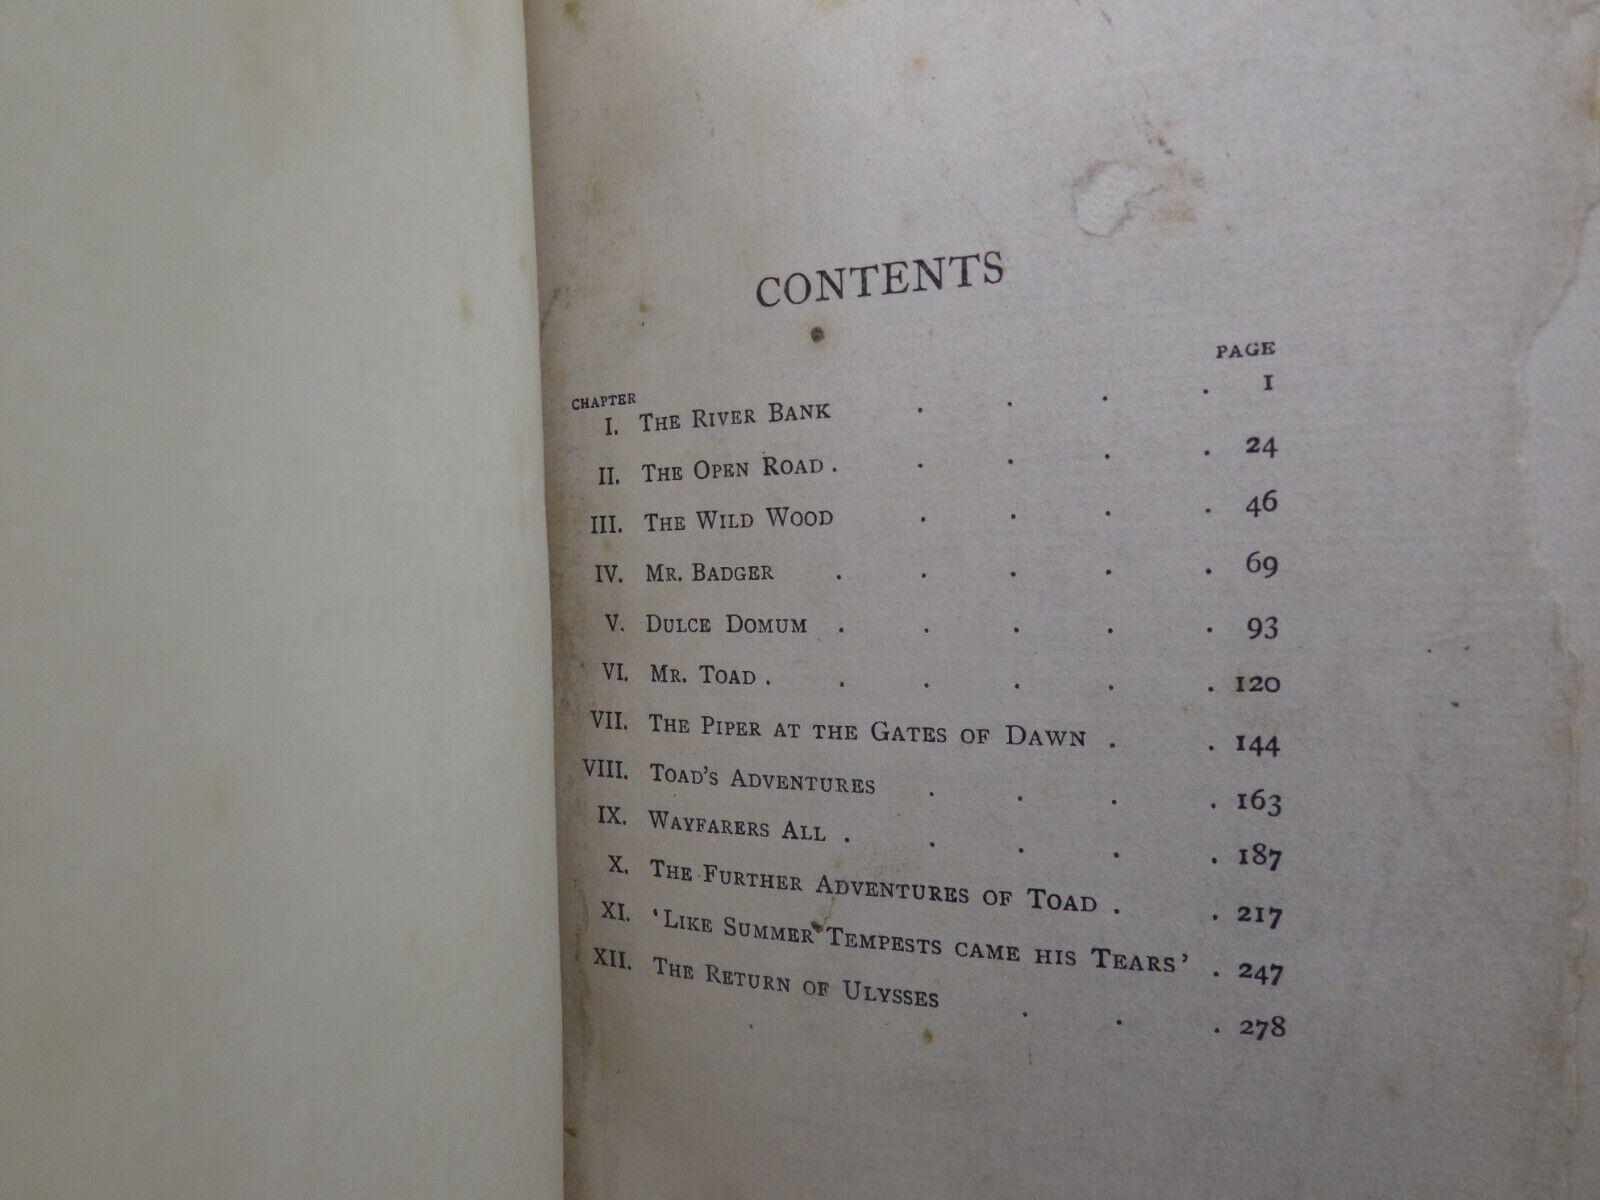 CONTENTS
CHAPTER PAGE
I. THE RIVER BANK . . . . 1
II. THE OPEN ROAD . . . . . 24
III. THE WILD WOOD . . . . 46
IV. MR. BADGER . . . . . 69
V. DULCE DOMUM . . . . . 93
VI. MR. TOAD . . . . . . 120
VII. THE PIPER AT THE GATES OF DAWN . . 144
VIII. TOAD'S ADVENTURES . . . . 163
IX. WAYFARERS ALL . . . . . 187
X. THE FURTHER ADVENTURES OF TOAD . . 217
XI. 'LIKE SUMMER TEMPESTS CAME HIS TEARS' . 247
XII. THE RETURN OF ULYSSES . . . 278